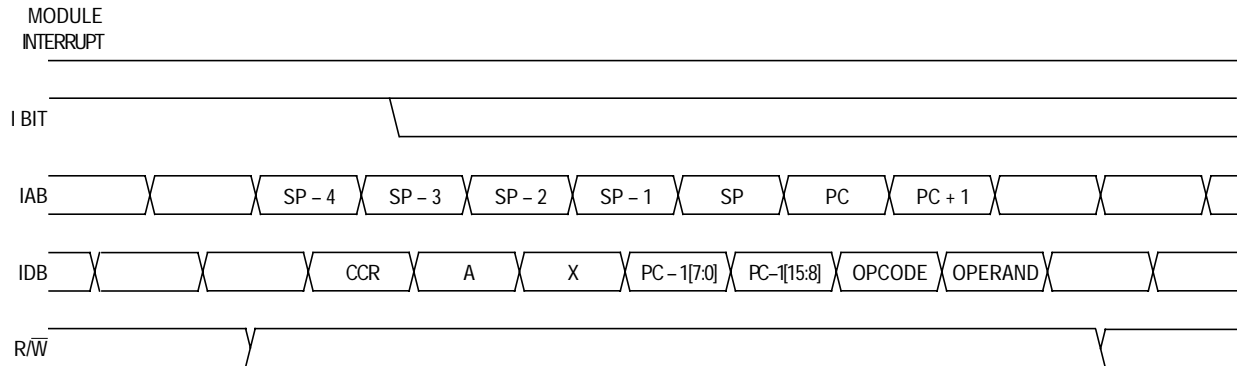 MODULE
INTERRUPT
I BIT
IAB SP – 4 SP – 3 SP – 2 SP – 1 SP PC PC + 1
IDB CCR A X PC – 1[7:0] PC–1[15:8] OPCODE OPERAND
R/W̅